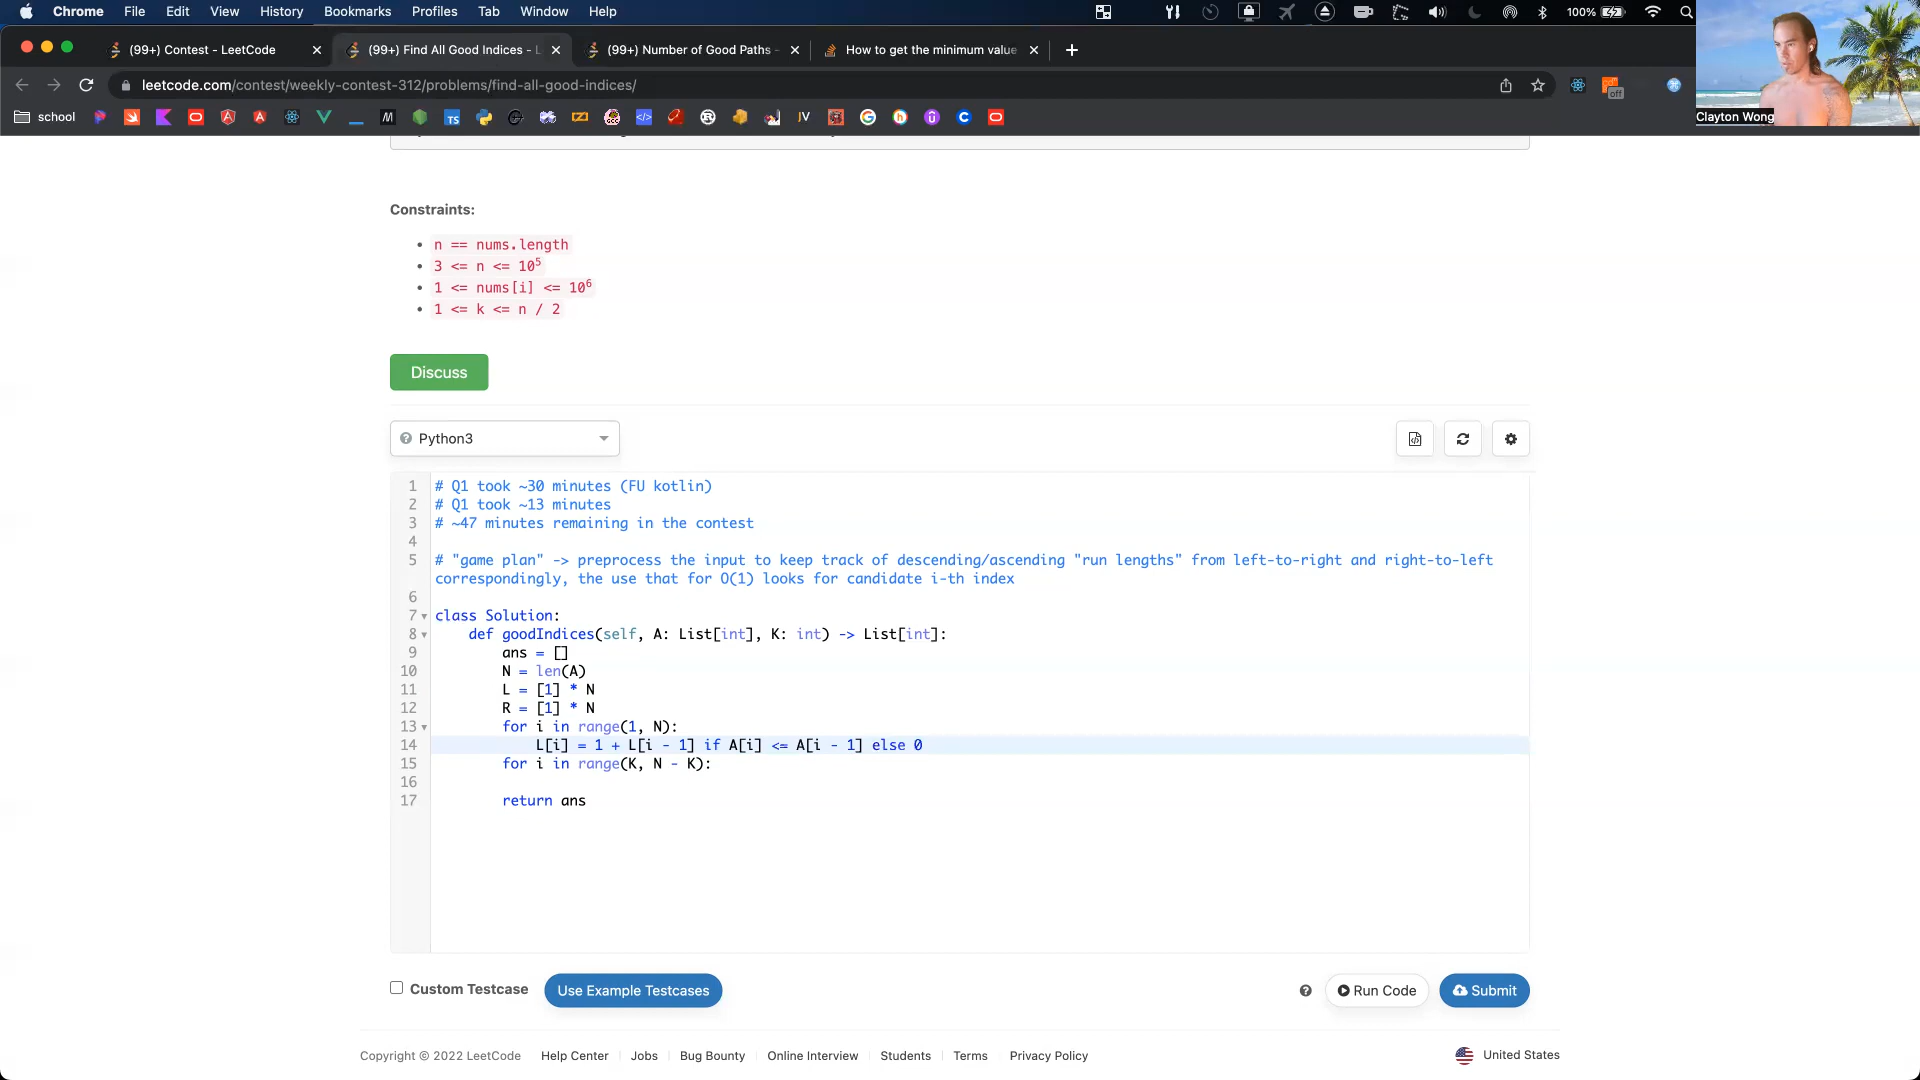 Chrome File Edit View History Bookmarks Profiles Tab Window Help 100%
(99+) Contest - LeetCode (99+) Find All Good Indices - L (99+) Number of Good Paths - How to get the minimum value
leetcode.com/contest/weekly-contest-312/problems/find-all-good-indices/
off
school M TS JV
Clayton Wong
Constraints:
n == nums.length
3 <= n <= 10^5
1 <= nums[i] <= 10^6
1 <= k <= n / 2
Discuss
Python3
1 # Q1 took ~30 minutes (FU kotlin)
2 # Q1 took ~13 minutes
3 # ~47 minutes remaining in the contest
4
5 # "game plan" -> preprocess the input to keep track of descending/ascending "run lengths" from left-to-right and right-to-left
correspondingly, the use that for O(1) looks for candidate i-th index
6
7 class Solution:
8 def goodIndices(self, A: List[int], K: int) -> List[int]:
9 ans = []
10 N = len(A)
11 L = [1] * N
12 R = [1] * N
13 for i in range(1, N):
14 L[i] = 1 + L[i - 1] if A[i] <= A[i - 1] else 0
15 for i in range(K, N - K):
16
17 return ans
Custom Testcase Use Example Testcases Run Code Submit
Copyright © 2022 LeetCode Help Center Jobs Bug Bounty Online Interview Students Terms Privacy Policy United States